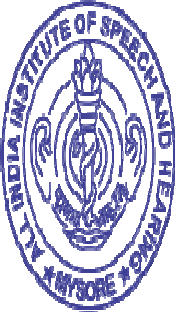 ALL INDIA INSTITUTE OF SPEECH AND HEARING
★ MYSORE ★